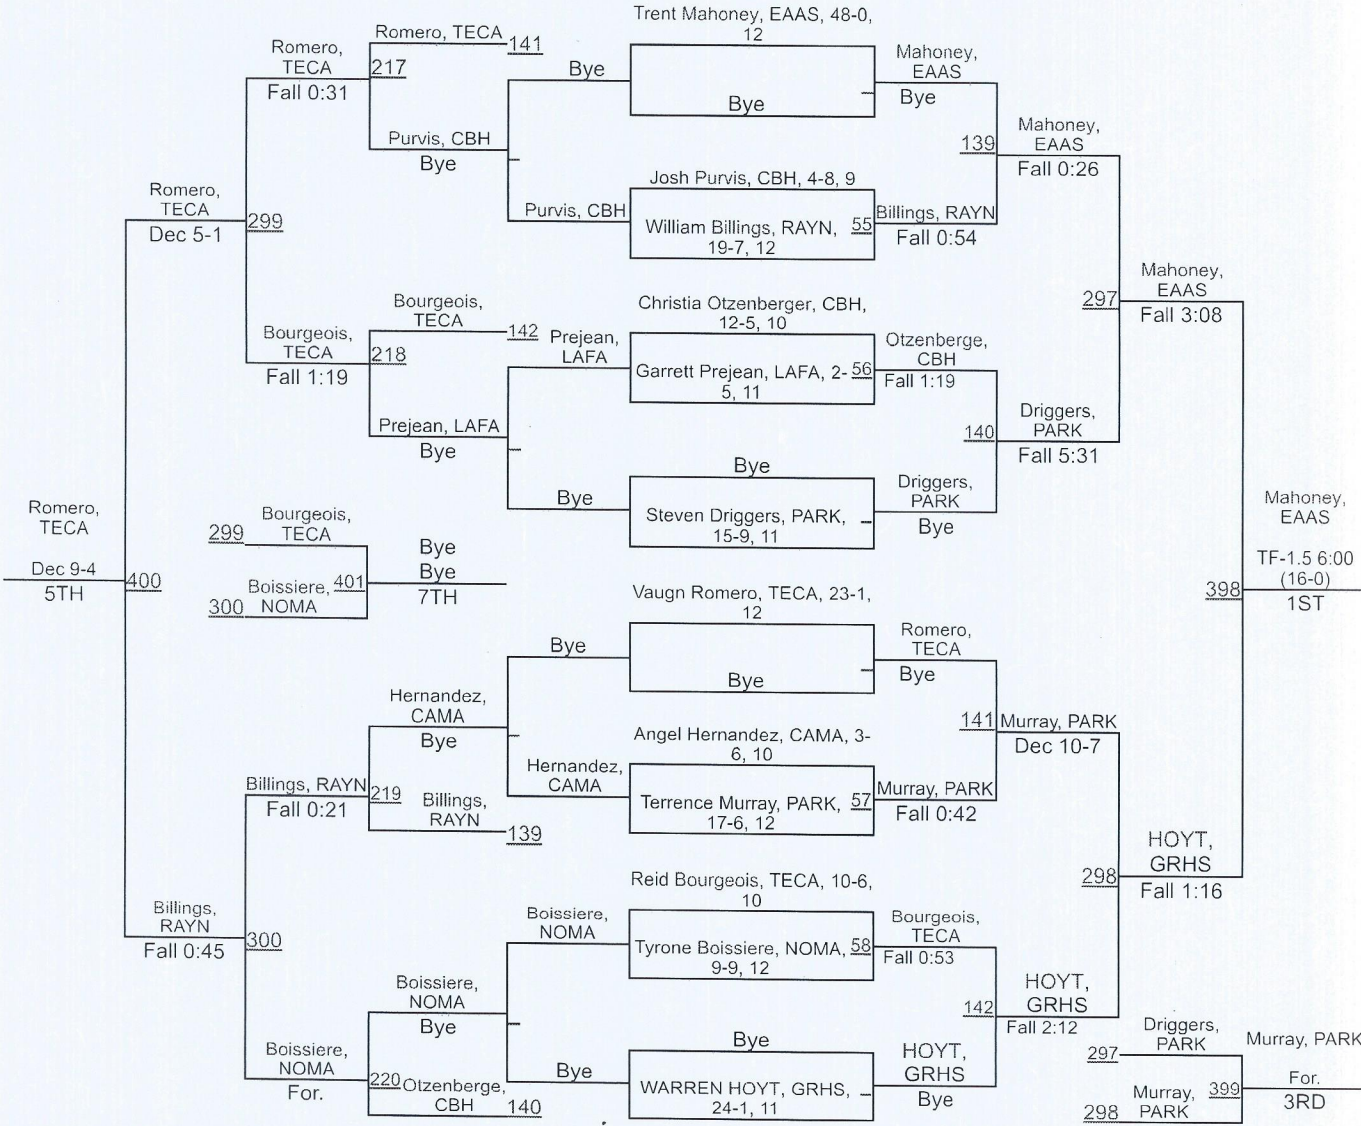 Trent Mahoney, EAAS, 48-0,
12
Romero, TECA
141
Romero,
TECA
217
Fall 0:31
Bye
Mahoney,
EAAS
Bye
Bye
Purvis, CBH
Bye
139
Mahoney,
EAAS
Fall 0:26
Romero,
TECA
Dec 5-1
299
Josh Purvis, CBH, 4-8, 9
Purvis, CBH
William Billings, RAYN,
19-7, 12
55
Billings, RAYN
Fall 0:54
Mahoney,
EAAS
297
Fall 3:08
Bourgeois,
TECA
142
Christia Otzenberger, CBH,
12-5, 10
Bourgeois,
TECA
218
Fall 1:19
Prejean,
LAFA
Garrett Prejean, LAFA, 2-
5, 11
56
Otzenberge,
CBH
Fall 1:19
Prejean, LAFA
Bye
140
Driggers,
PARK
Fall 5:31
Bye
Bye
Steven Driggers, PARK,
15-9, 11
Driggers,
PARK
Bye
Romero,
TECA
Dec 9-4
5TH
400
299
Bourgeois,
TECA
300
Boissiere,
NOMA
401
Bye
Bye
7TH
Mahoney,
EAAS
398
TF-1.5 6:00
(16-0)
1ST
Vaugn Romero, TECA, 23-1,
12
Bye
Bye
Romero,
TECA
Bye
Hernandez,
CAMA
Bye
141
Murray, PARK
Dec 10-7
Angel Hernandez, CAMA, 3-
6, 10
Hernandez,
CAMA
Terrence Murray, PARK,
17-6, 12
57
Murray, PARK
Fall 0:42
Billings, RAYN
Fall 0:21
219
Billings,
RAYN
139
HOYT,
GRHS
298
Fall 1:16
Reid Bourgeois, TECA, 10-6,
10
Billings,
RAYN
Fall 0:45
300
Boissiere,
NOMA
Tyrone Boissiere, NOMA,
9-9, 12
58
Bourgeois,
TECA
Fall 0:53
Boissiere,
NOMA
Bye
142
HOYT,
GRHS
Fall 2:12
Boissiere,
NOMA
For.
220
Otzenberge,
CBH
140
Bye
Bye
WARREN HOYT, GRHS,
24-1, 11
HOYT,
GRHS
Bye
297
Driggers,
PARK
298
Murray,
PARK
399
Murray, PARK
For.
3RD